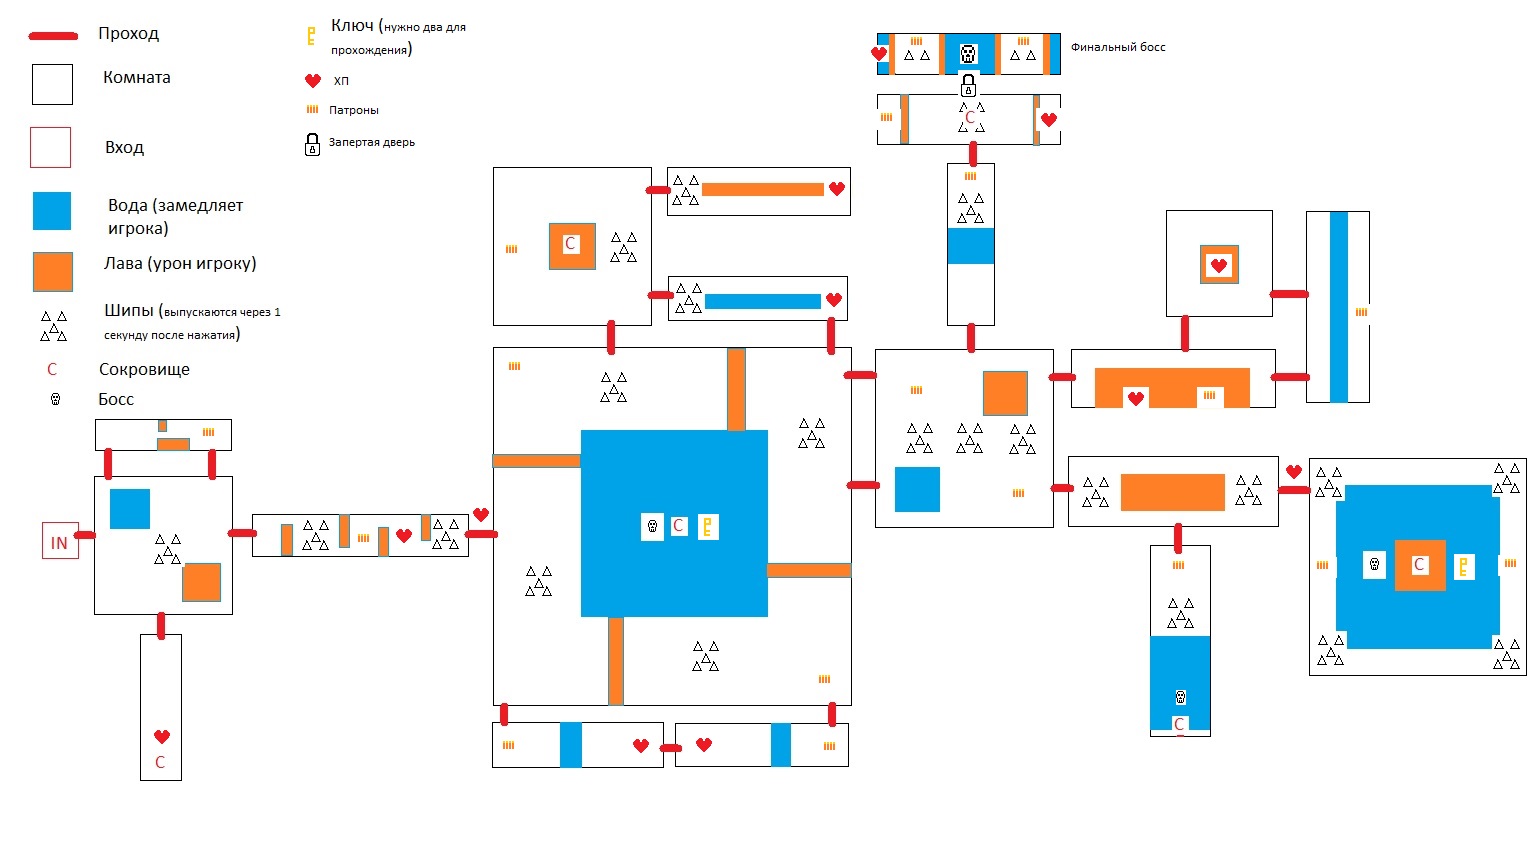 Проход
Комната
Вход
Вода (замедляет
игрока)
Лава (урон игроку)
Шипы (выпускаются через 1
секунду после нажатия)
С Сокровище
Босс
Ключ (нужно два для
прохождения)
ХП
Патроны
Запертая дверь
Финальный босс
С
С
IN
С
С
С
С
С